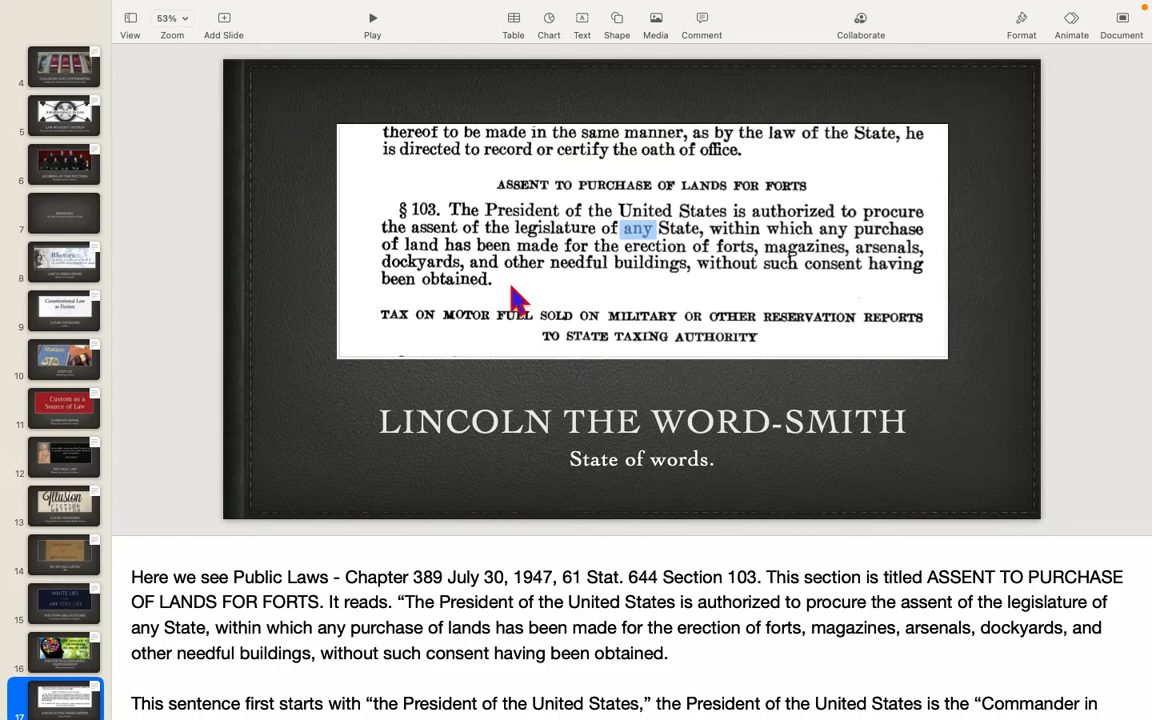 53%
View
Zoom
Add Slide
Play
Table
Chart
Text
Shape
Media
Comment
Collaborate
Format
Animate
Document
4
5
6
7
8
9
10
11
12
13
14
15
16
17
Rhetoric
Constitutional Law
as Fiction
Custom as a
Source of Law
Illusion
thereof to be made in the same manner, as by the law of the State, he
is directed to record or certify the oath of office.
ASSENT TO PURCHASE OF LANDS FOR FORTS
§ 103. The President of the United States is authorized to procure
the assent of the legislature of any State, within which any purchase
of land has been made for the erection of forts, magazines, arsenals,
dockyards, and other needful buildings, without such consent having
been obtained.
TAX ON MOTOR FUEL SOLD ON MILITARY OR OTHER RESERVATION REPORTS
TO STATE TAXING AUTHORITY
LINCOLN THE WORD-SMITH
State of words.
Here we see Public Laws - Chapter 389 July 30, 1947, 61 Stat. 644 Section 103. This section is titled ASSENT TO PURCHASE
OF LANDS FOR FORTS. It reads. “The President of the United States is authorized to procure the assent of the legislature of
any State, within which any purchase of lands has been made for the erection of forts, magazines, arsenals, dockyards, and
other needful buildings, without such consent having been obtained.
This sentence first starts with “the President of the United States,” the President of the United States is the “Commander in